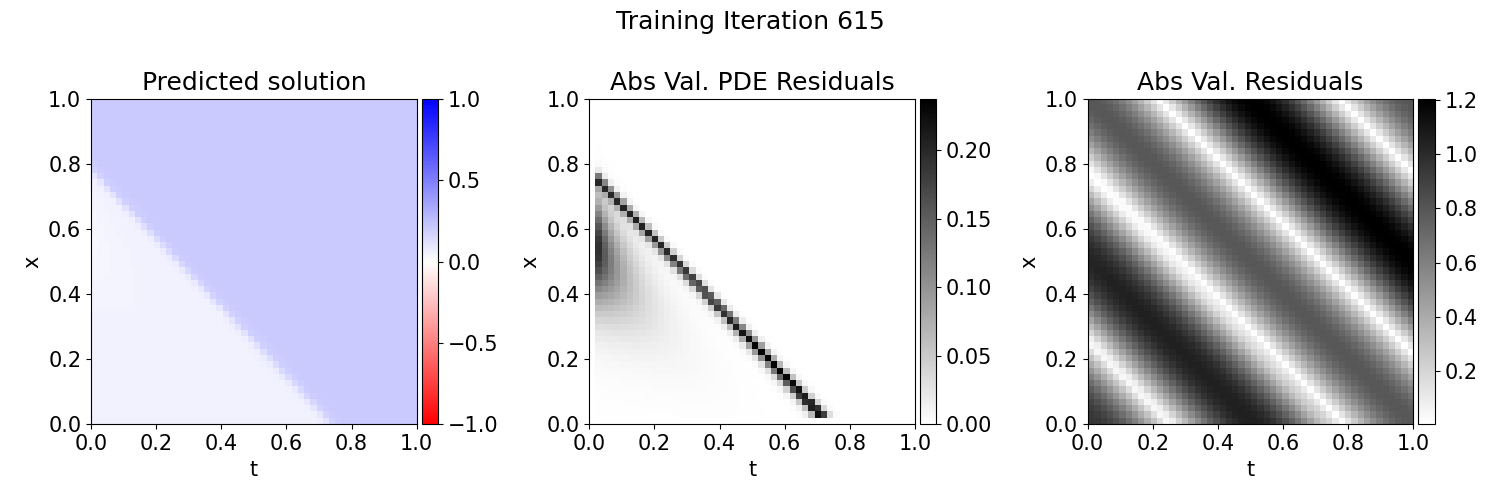 Training Iteration 615
Predicted solution
1.0
0.8
0.6
0.4
0.2
0.0
x
0.0 0.2 0.4 0.6 0.8 1.0
t
1.0
0.5
0.0
−0.5
−1.0
Abs Val. PDE Residuals
1.0
0.8
0.6
0.4
0.2
0.0
x
0.0 0.2 0.4 0.6 0.8 1.0
t
0.20
0.15
0.10
0.05
0.00
Abs Val. Residuals
1.0
0.8
0.6
0.4
0.2
0.0
x
0.0 0.2 0.4 0.6 0.8 1.0
t
1.2
1.0
0.8
0.6
0.4
0.2